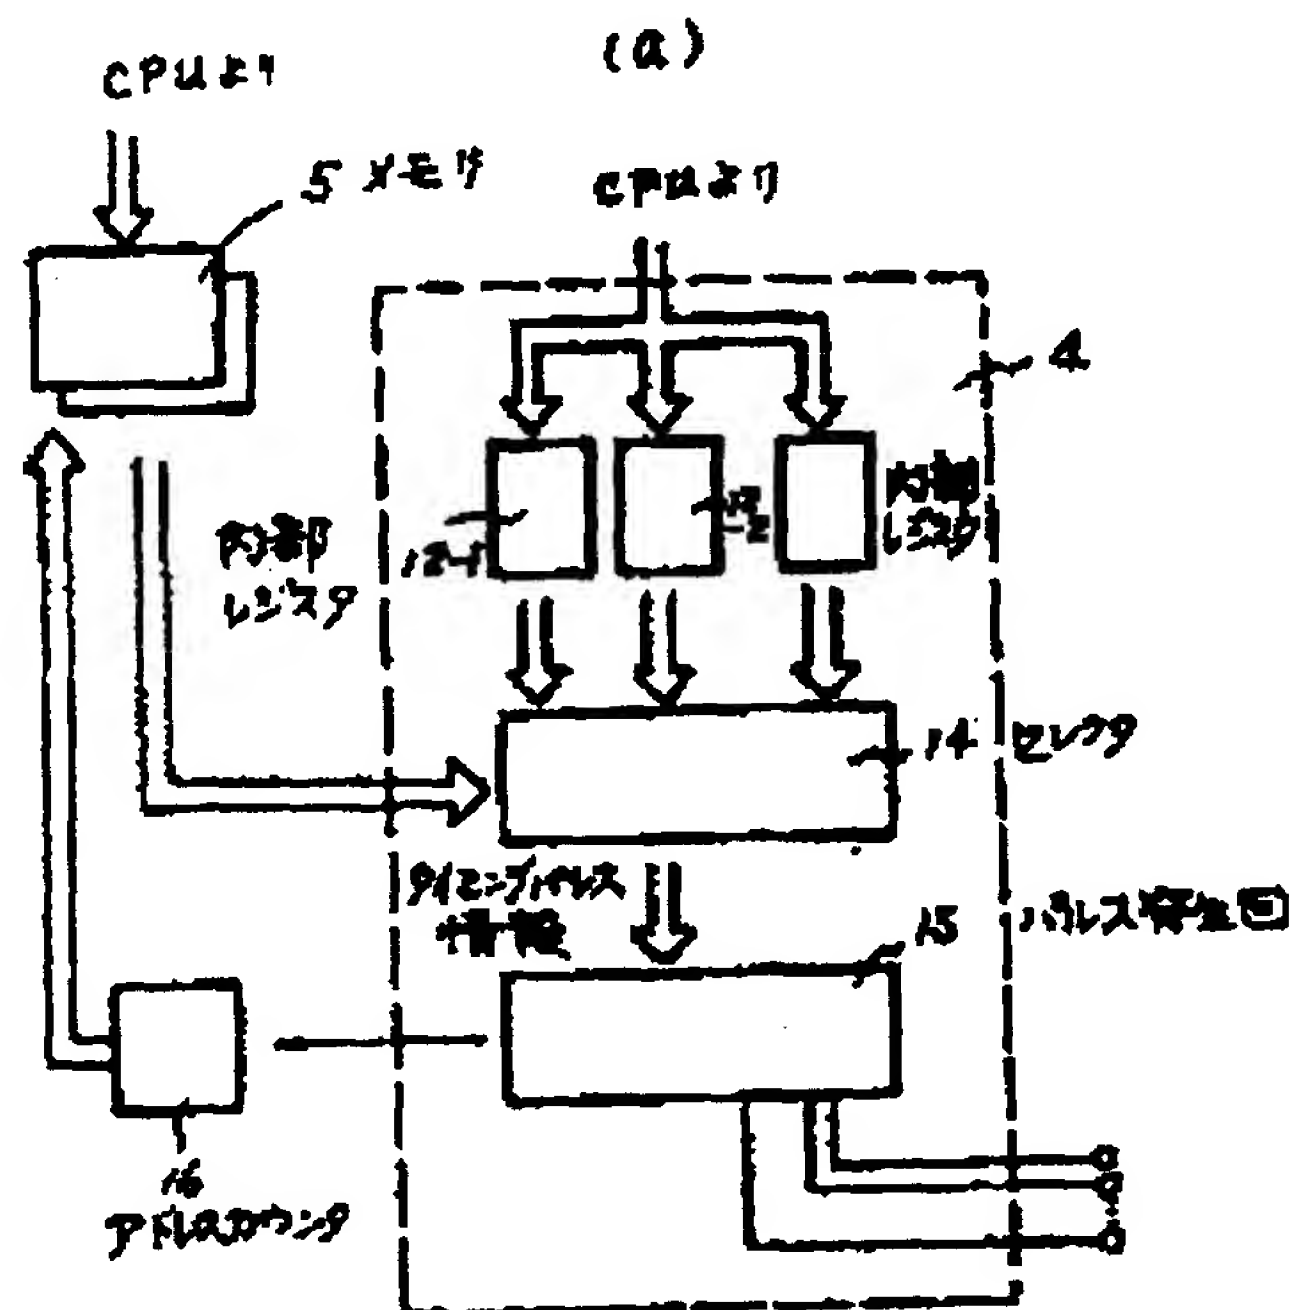 (a)
CPUより
5 メモリ
CPUより
4
内部
レジスタ
12-1
12
-2
内部
レジスタ
14 セレクタ
タイミングパルス
情報
15 パルス発生回
16
アドレスカウンタ